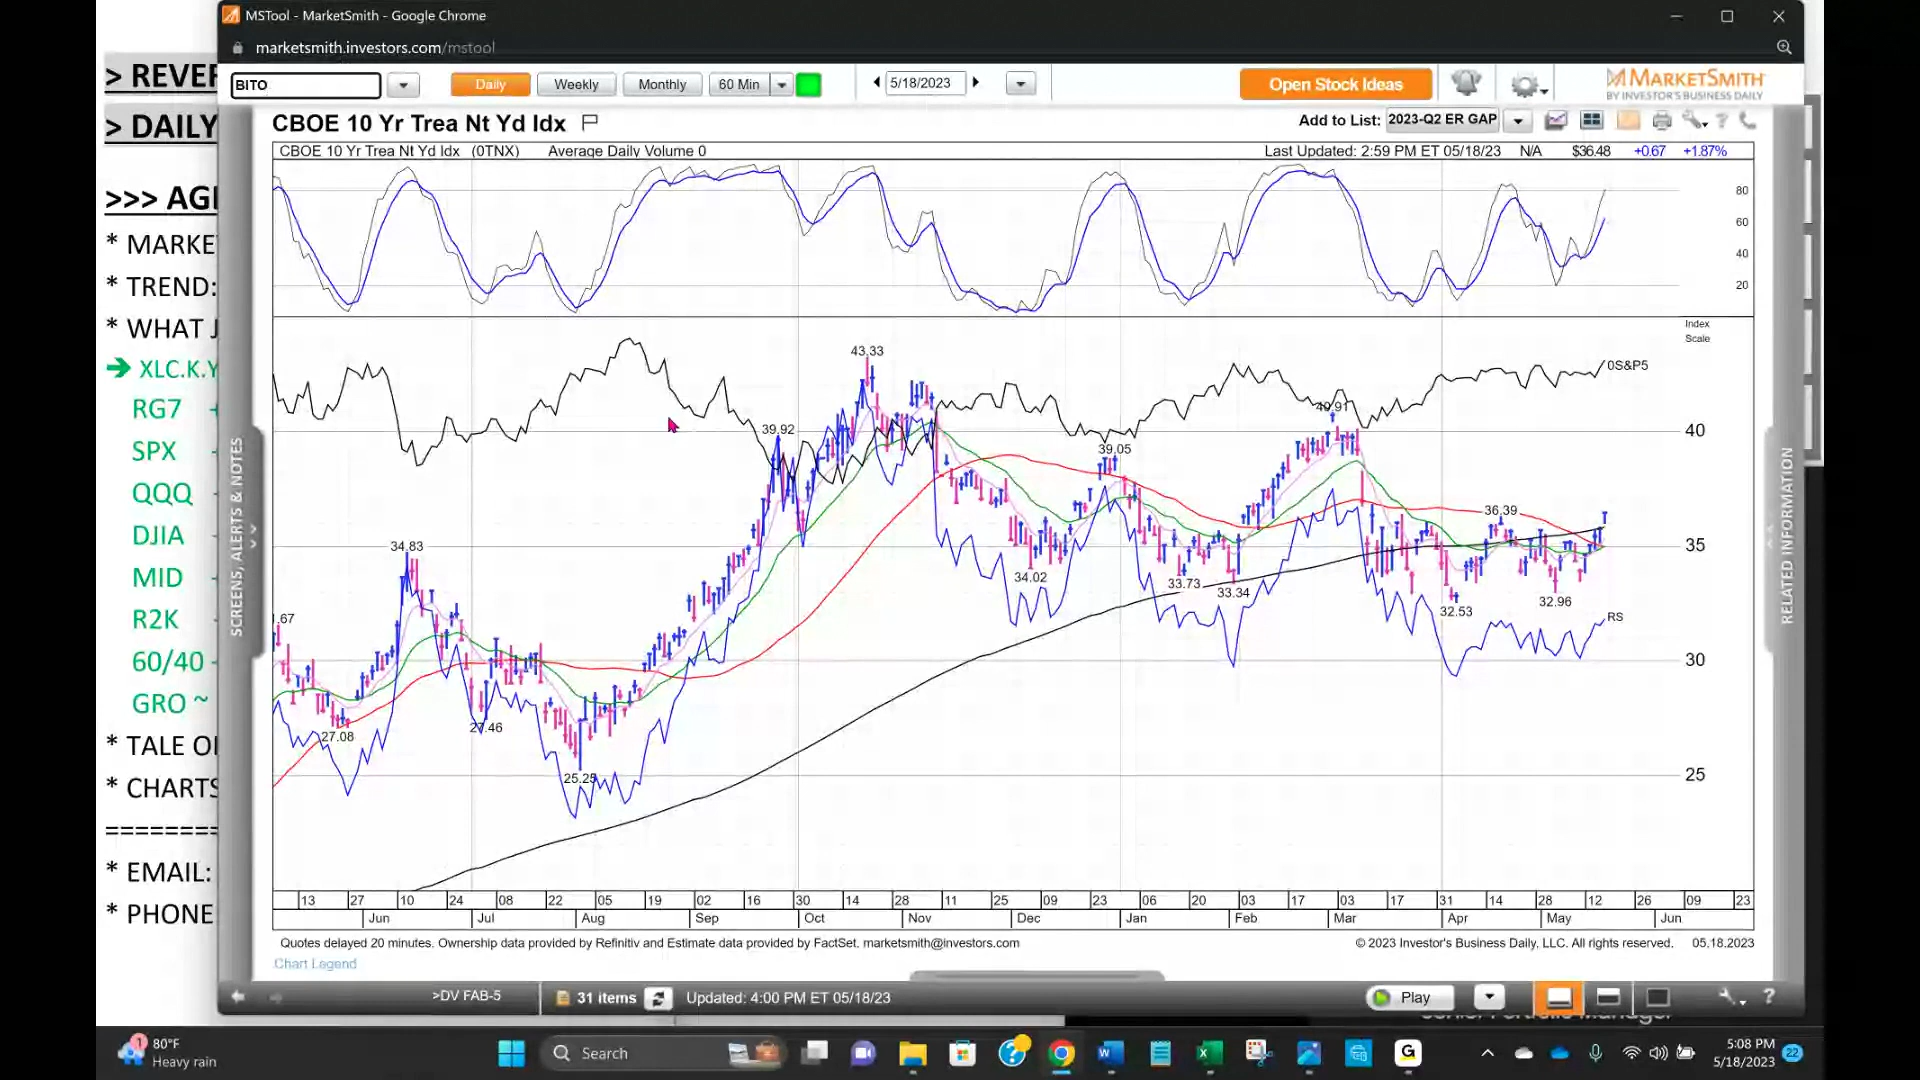 MSTool - MarketSmith - Google Chrome
marketsmith.investors.com/mstool
BITO Daily Weekly Monthly 60 Min 5/18/2023 Open Stock Ideas MARKETSMITH
BY INVESTOR'S BUSINESS DAILY
CBOE 10 Yr Trea Nt Yd Idx Add to List: 2023-Q2 ER GAP
CBOE 10 Yr Trea Nt Yd Idx (0TNX) Average Daily Volume 0 Last Updated: 2:59 PM ET 05/18/23 N/A $36.48 +0.67 +1.87%
80
60
40
20
Index
Scale
0S&P5
43.33
40.91
39.92
40
39.05
36.39
34.83
35
34.02
33.73
33.34
32.96
32.53
.67
RS
30
27.46
27.08
25.25
25
13 27 10 24 08 22 05 19 02 16 30 14 28 11 25 09 23 06 20 03 17 03 17 31 14 28 12 26 09 23
Jun Jul Aug Sep Oct Nov Dec Jan Feb Mar Apr May Jun
Quotes delayed 20 minutes. Ownership data provided by Refinitiv and Estimate data provided by FactSet. marketsmith@investors.com © 2023 Investor's Business Daily, LLC. All rights reserved. 05.18.2023
Chart Legend
SCREENS, ALERTS & NOTES
RELATED INFORMATION
>DV FAB-5 31 items Updated: 4:00 PM ET 05/18/23 Play
> DAILY
* TREND:
➔ XLC.K.Y
RG7
SPX
QQQ
DJIA
MID
R2K
60/40
GRO ~
* CHARTS
========
* EMAIL:
* PHONE
80°F
Heavy rain
Search
5:08 PM
5/18/2023
22